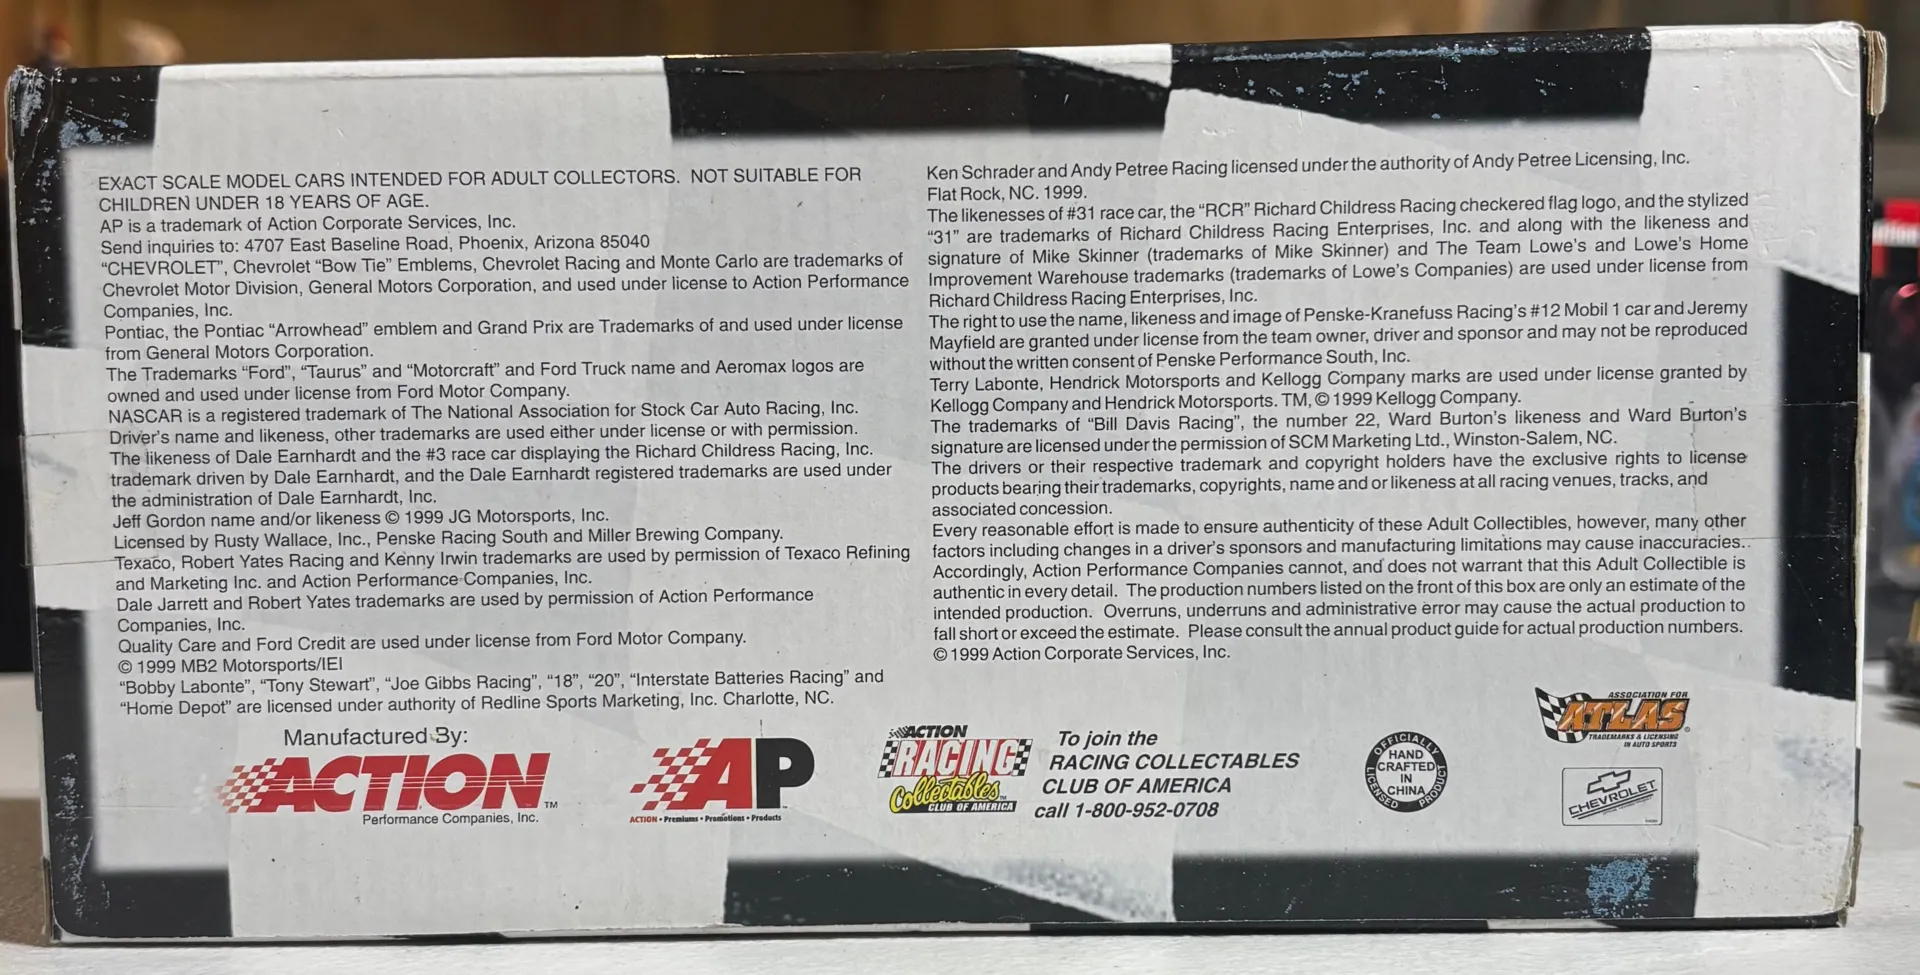 EXACT SCALE MODEL CARS INTENDED FOR ADULT COLLECTORS. NOT SUITABLE FOR
CHILDREN UNDER 18 YEARS OF AGE.
AP is a trademark of Action Corporate Services, Inc.
Send inquiries to: 4707 East Baseline Road, Phoenix, Arizona 85040
“CHEVROLET”, Chevrolet “Bow Tie” Emblems, Chevrolet Racing and Monte Carlo are trademarks of
Chevrolet Motor Division, General Motors Corporation, and used under license to Action Performance
Companies, Inc.
Pontiac, the Pontiac “Arrowhead” emblem and Grand Prix are Trademarks of and used under license
from General Motors Corporation.
The Trademarks “Ford”, “Taurus” and “Motorcraft” and Ford Truck name and Aeromax logos are
owned and used under license from Ford Motor Company.
NASCAR is a registered trademark of The National Association for Stock Car Auto Racing, Inc.
Driver’s name and likeness, other trademarks are used either under license or with permission.
The likeness of Dale Earnhardt and the #3 race car displaying the Richard Childress Racing, Inc.
trademark driven by Dale Earnhardt, and the Dale Earnhardt registered trademarks are used under
the administration of Dale Earnhardt, Inc.
Jeff Gordon name and/or likeness © 1999 JG Motorsports, Inc.
Licensed by Rusty Wallace, Inc., Penske Racing South and Miller Brewing Company.
Texaco, Robert Yates Racing and Kenny Irwin trademarks are used by permission of Texaco Refining
and Marketing Inc. and Action Performance Companies, Inc.
Dale Jarrett and Robert Yates trademarks are used by permission of Action Performance
Companies, Inc.
Quality Care and Ford Credit are used under license from Ford Motor Company.
© 1999 MB2 Motorsports/IEI
“Bobby Labonte”, “Tony Stewart”, “Joe Gibbs Racing”, “18”, “20”, “Interstate Batteries Racing” and
“Home Depot” are licensed under authority of Redline Sports Marketing, Inc. Charlotte, NC.
Ken Schrader and Andy Petree Racing licensed under the authority of Andy Petree Licensing, Inc.
Flat Rock, NC. 1999.
The likenesses of #31 race car, the “RCR” Richard Childress Racing checkered flag logo, and the stylized
“31” are trademarks of Richard Childress Racing Enterprises, Inc. and along with the likeness and
signature of Mike Skinner (trademarks of Mike Skinner) and The Team Lowe’s and Lowe’s Home
Improvement Warehouse trademarks (trademarks of Lowe’s Companies) are used under license from
Richard Childress Racing Enterprises, Inc.
The right to use the name, likeness and image of Penske-Kranefuss Racing’s #12 Mobil 1 car and Jeremy
Mayfield are granted under license from the team owner, driver and sponsor and may not be reproduced
without the written consent of Penske Performance South, Inc.
Terry Labonte, Hendrick Motorsports and Kellogg Company marks are used under license granted by
Kellogg Company and Hendrick Motorsports. TM, © 1999 Kellogg Company.
The trademarks of “Bill Davis Racing”, the number 22, Ward Burton’s likeness and Ward Burton’s
signature are licensed under the permission of SCM Marketing Ltd., Winston-Salem, NC.
The drivers or their respective trademark and copyright holders have the exclusive rights to license
products bearing their trademarks, copyrights, name and or likeness at all racing venues, tracks, and
associated concession.
Every reasonable effort is made to ensure authenticity of these Adult Collectibles, however, many other
factors including changes in a driver’s sponsors and manufacturing limitations may cause inaccuracies.
Accordingly, Action Performance Companies cannot, and does not warrant that this Adult Collectible is
authentic in every detail. The production numbers listed on the front of this box are only an estimate of the
intended production. Overruns, underruns and administrative error may cause the actual production to
fall short or exceed the estimate. Please consult the annual product guide for actual production numbers.
© 1999 Action Corporate Services, Inc.
Manufactured By:
ACTION ™
Performance Companies, Inc.
AP
ACTION • Premiums • Promotions • Products
ACTION
RACING
Collectables
CLUB OF AMERICA
To join the
RACING COLLECTABLES
CLUB OF AMERICA
call 1-800-952-0708
OFFICIALLY LICENSED PRODUCT
HAND
CRAFTED
IN
CHINA
ASSOCIATION FOR
ATLAS ®
TRADEMARKS & LICENSING
IN AUTO SPORTS
CHEVROLET